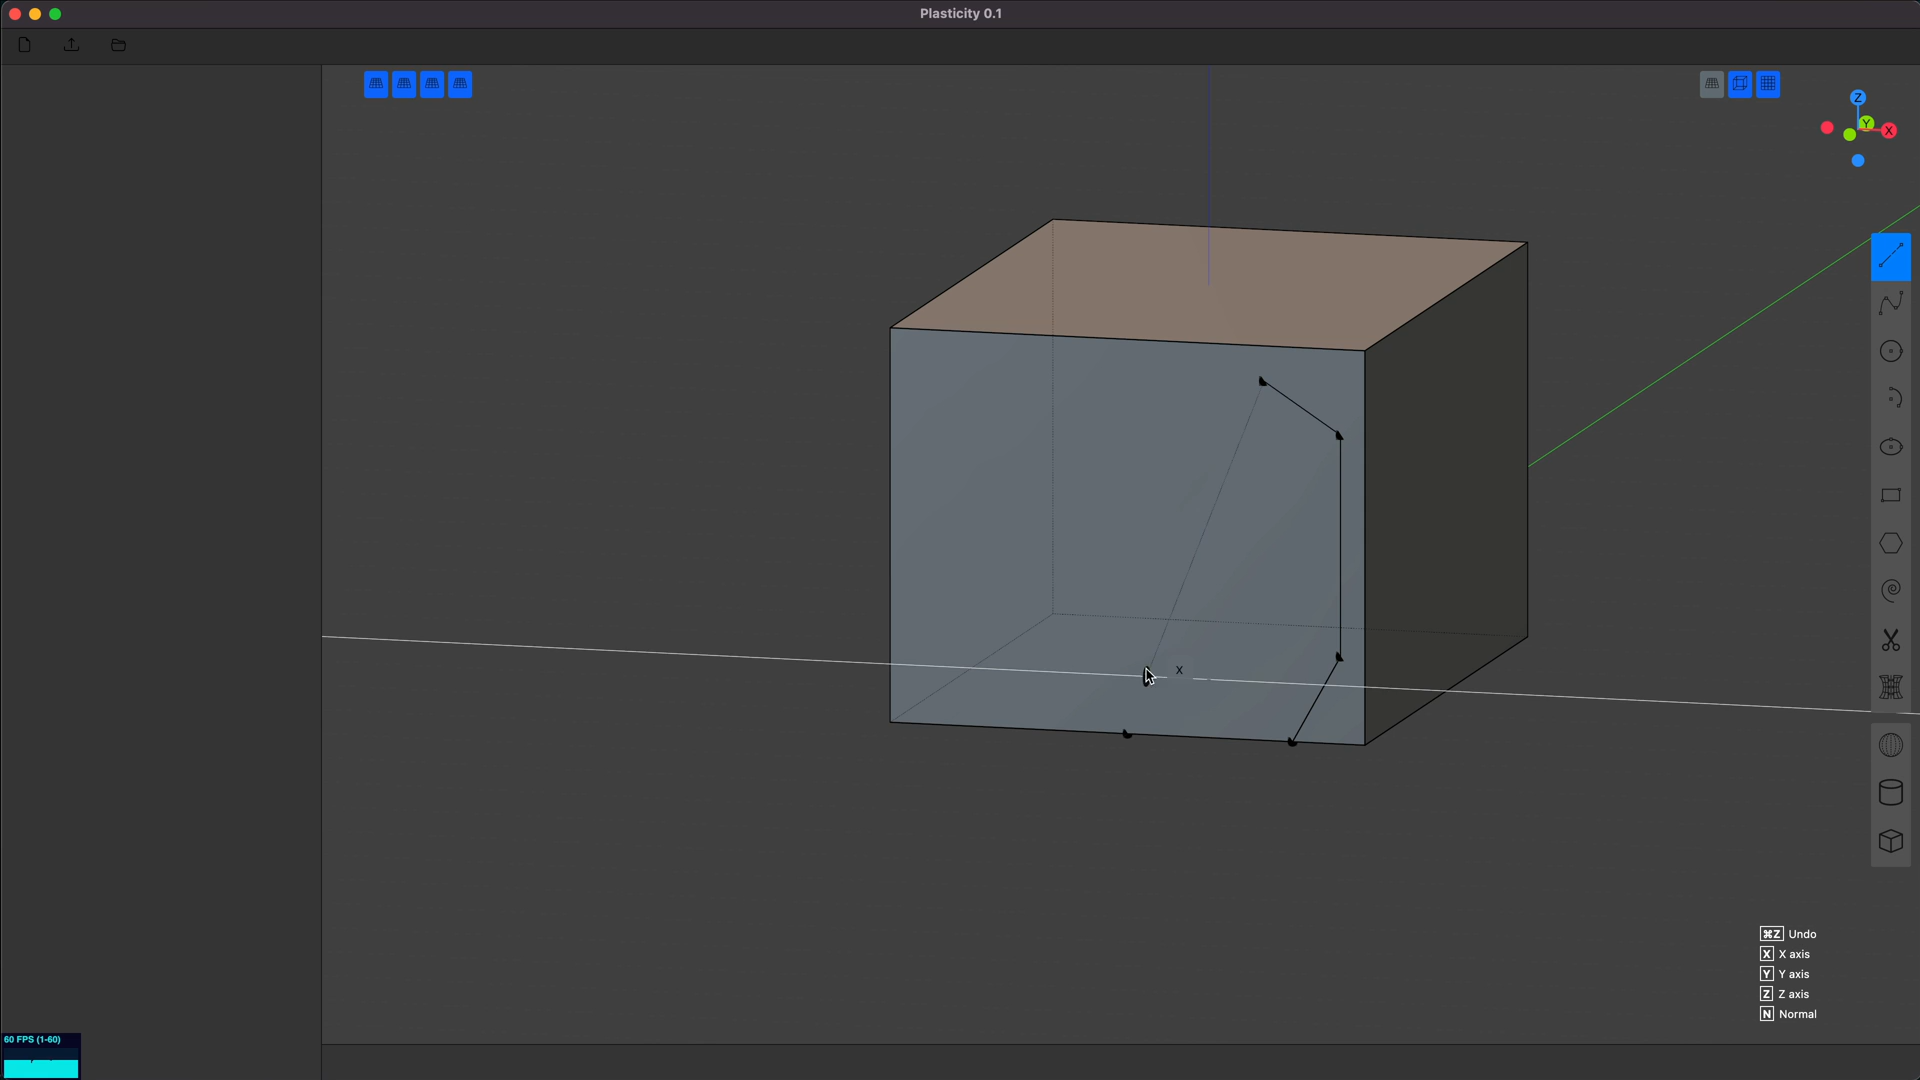 Plasticity 0.1
Z
Y
X
X
⌘Z Undo
X X axis
Y Y axis
Z Z axis
N Normal
60 FPS (1-60)